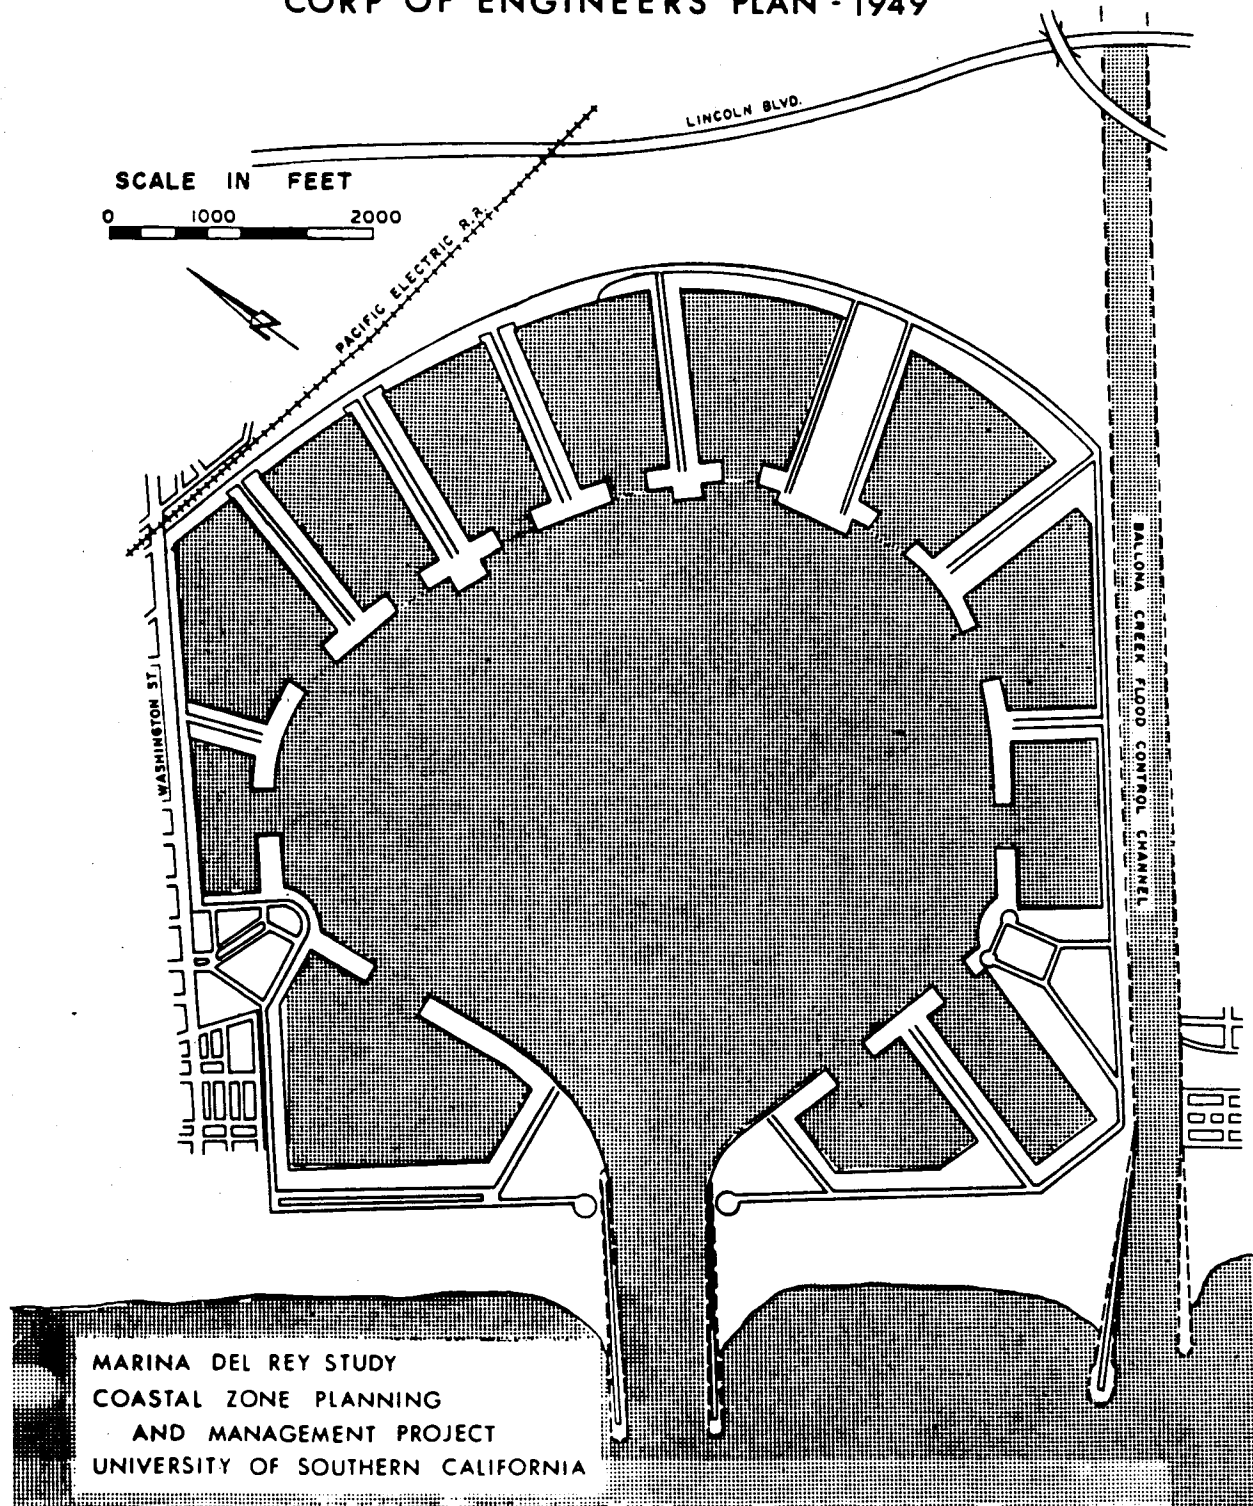 CORP OF ENGINEERS PLAN - 1949
LINCOLN BLVD.
SCALE IN FEET
0 1000 2000
PACIFIC ELECTRIC R.R.
N
WASHINGTON ST.
BALLONA CREEK FLOOD CONTROL CHANNEL
MARINA DEL REY STUDY
COASTAL ZONE PLANNING
AND MANAGEMENT PROJECT
UNIVERSITY OF SOUTHERN CALIFORNIA